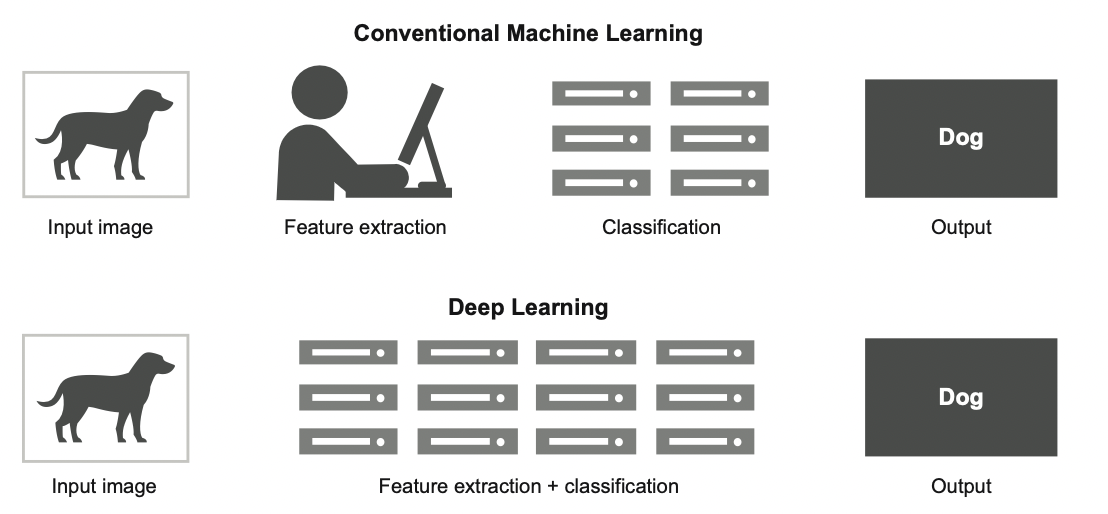 Conventional Machine Learning
Dog
Input image
Feature extraction
Classification
Output
Deep Learning
Dog
Input image
Feature extraction + classification
Output